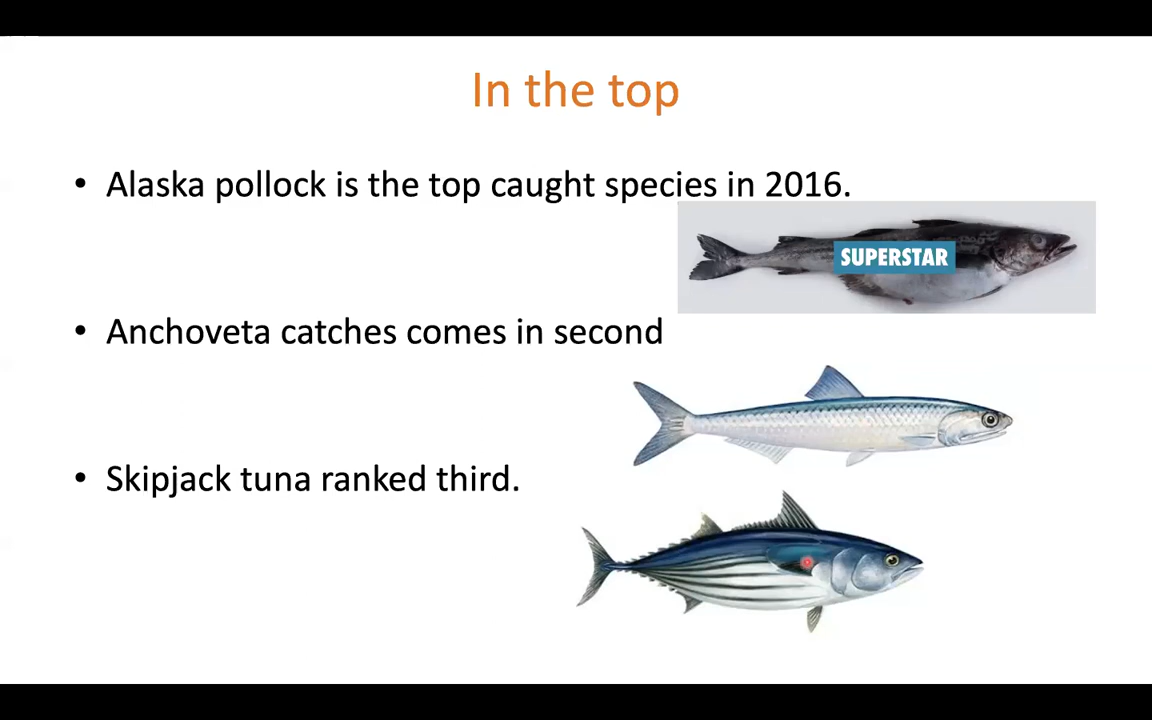 In the top
• Alaska pollock is the top caught species in 2016.
SUPERSTAR
• Anchoveta catches comes in second
• Skipjack tuna ranked third.